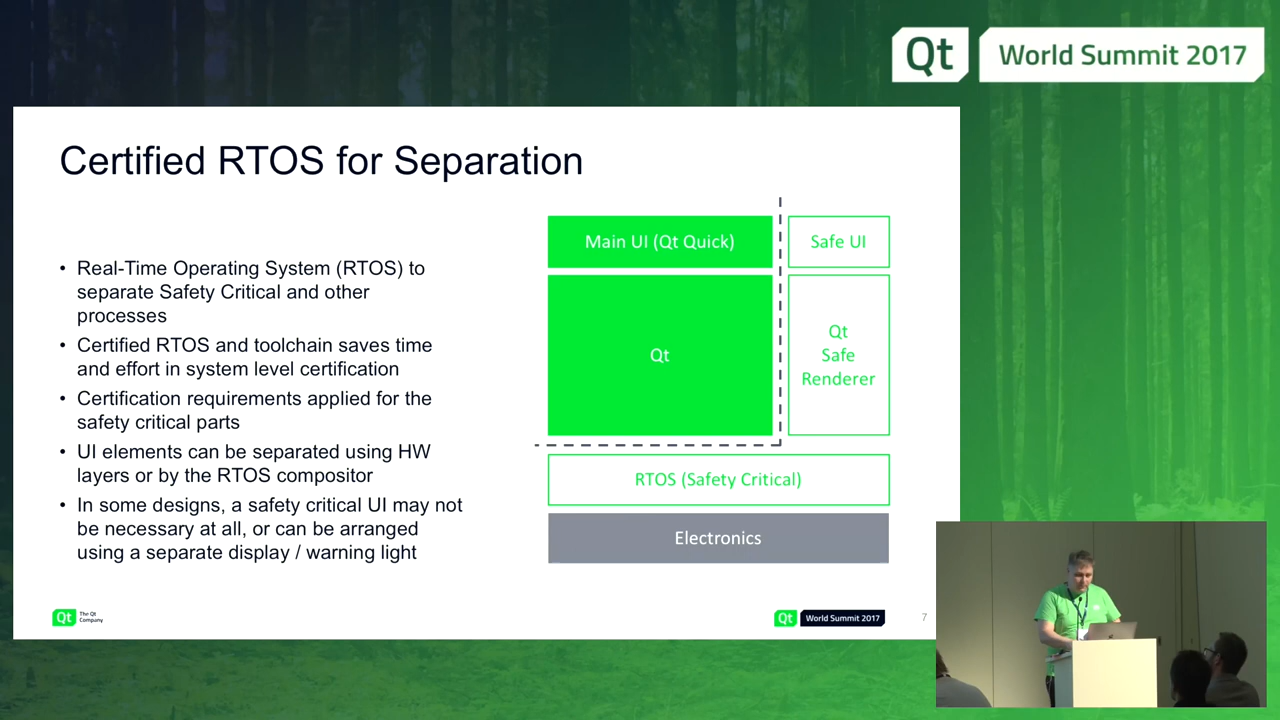 Qt World Summit 2017
Certified RTOS for Separation
• Real-Time Operating System (RTOS) to
separate Safety Critical and other
processes
• Certified RTOS and toolchain saves time
and effort in system level certification
• Certification requirements applied for the
safety critical parts
• UI elements can be separated using HW
layers or by the RTOS compositor
• In some designs, a safety critical UI may not
be necessary at all, or can be arranged
using a separate display / warning light
Main UI (Qt Quick)
Safe UI
Qt
Qt
Safe
Renderer
RTOS (Safety Critical)
Electronics
Qt The Qt
Company
Qt World Summit 2017
7